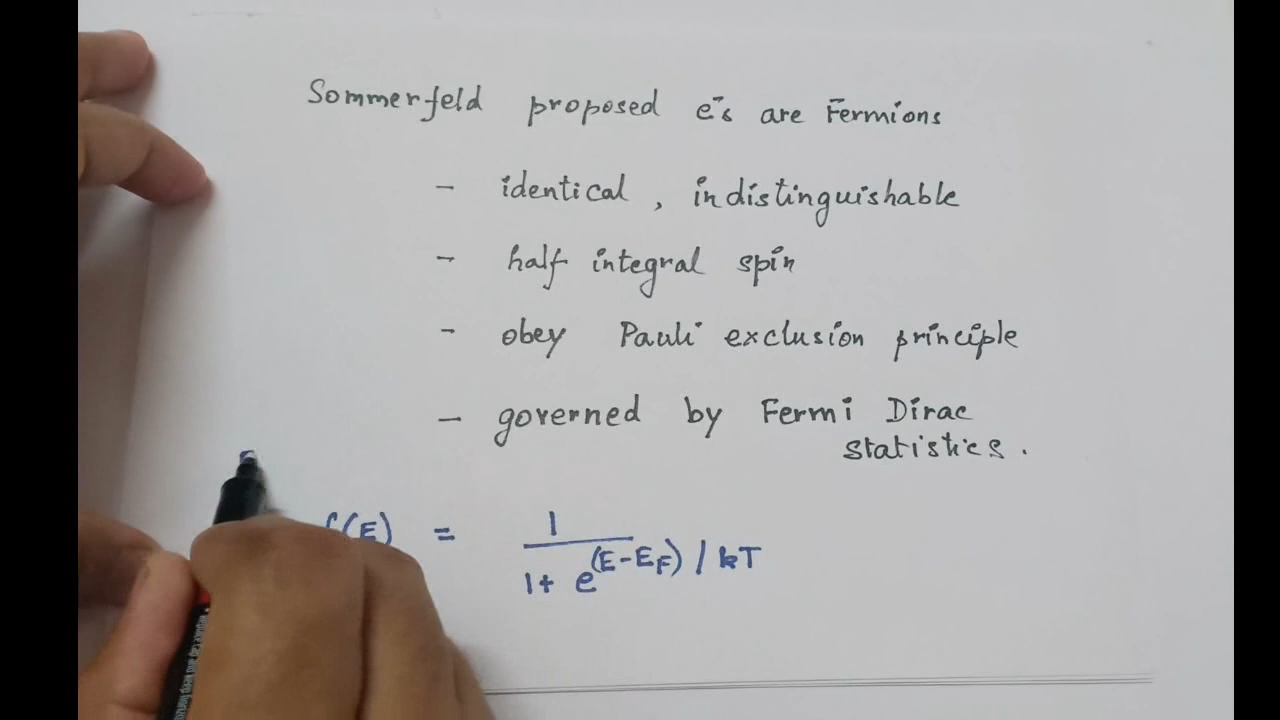 Sommerfeld proposed e⁻s are Fermions
- identical, indistinguishable
- half integral spin
- obey Pauli exclusion principle
- governed by Fermi Dirac
statistics.
f(E) = 1 / (1 + e^(E-E_F)/kT)